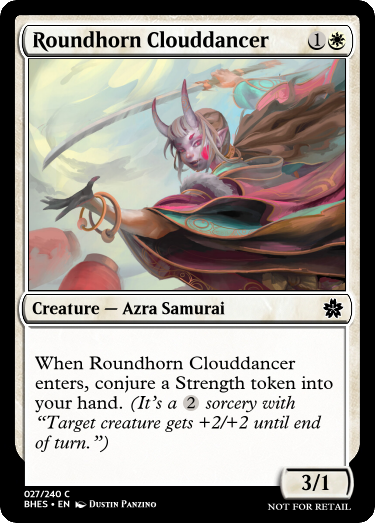 Roundhorn Clouddancer 1
Creature — Azra Samurai
When Roundhorn Clouddancer
enters, conjure a Strength token into
your hand. (It's a 2 sorcery with
“Target creature gets +2/+2 until end
of turn.”)
3/1
027/240 C
BHES • EN Dustin Panzino
NOT FOR RETAIL